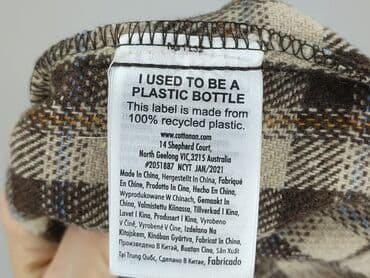 I USED TO BE A
PLASTIC BOTTLE
This label is made from
100% recycled plastic.
www.cottonon.com
14 Shepherd Court,
North Geelong VIC,3215 Australia
#2051887 NCYT JAN/2021
Made In China, Hergestellt In China, Fabriqué
En Chine, Prodotto In Cina, Hecho En China,
Wyprodukowane W Chinach, Gemaakt In
China, Valmistettu Kiinassa, Tillverkad I Kina,
Lavet I Kina, Produsert I Kina, Vyrobeno
V Číně, Vyrobené V Číne, Izdelano Na
Kitajskem, Kínában Gyártva, Fabricat In China,
Произведено В Китай, Buatan Cina, Sản Xuất
Tại Trung Quốc, Сделано В Китае, Fabricado